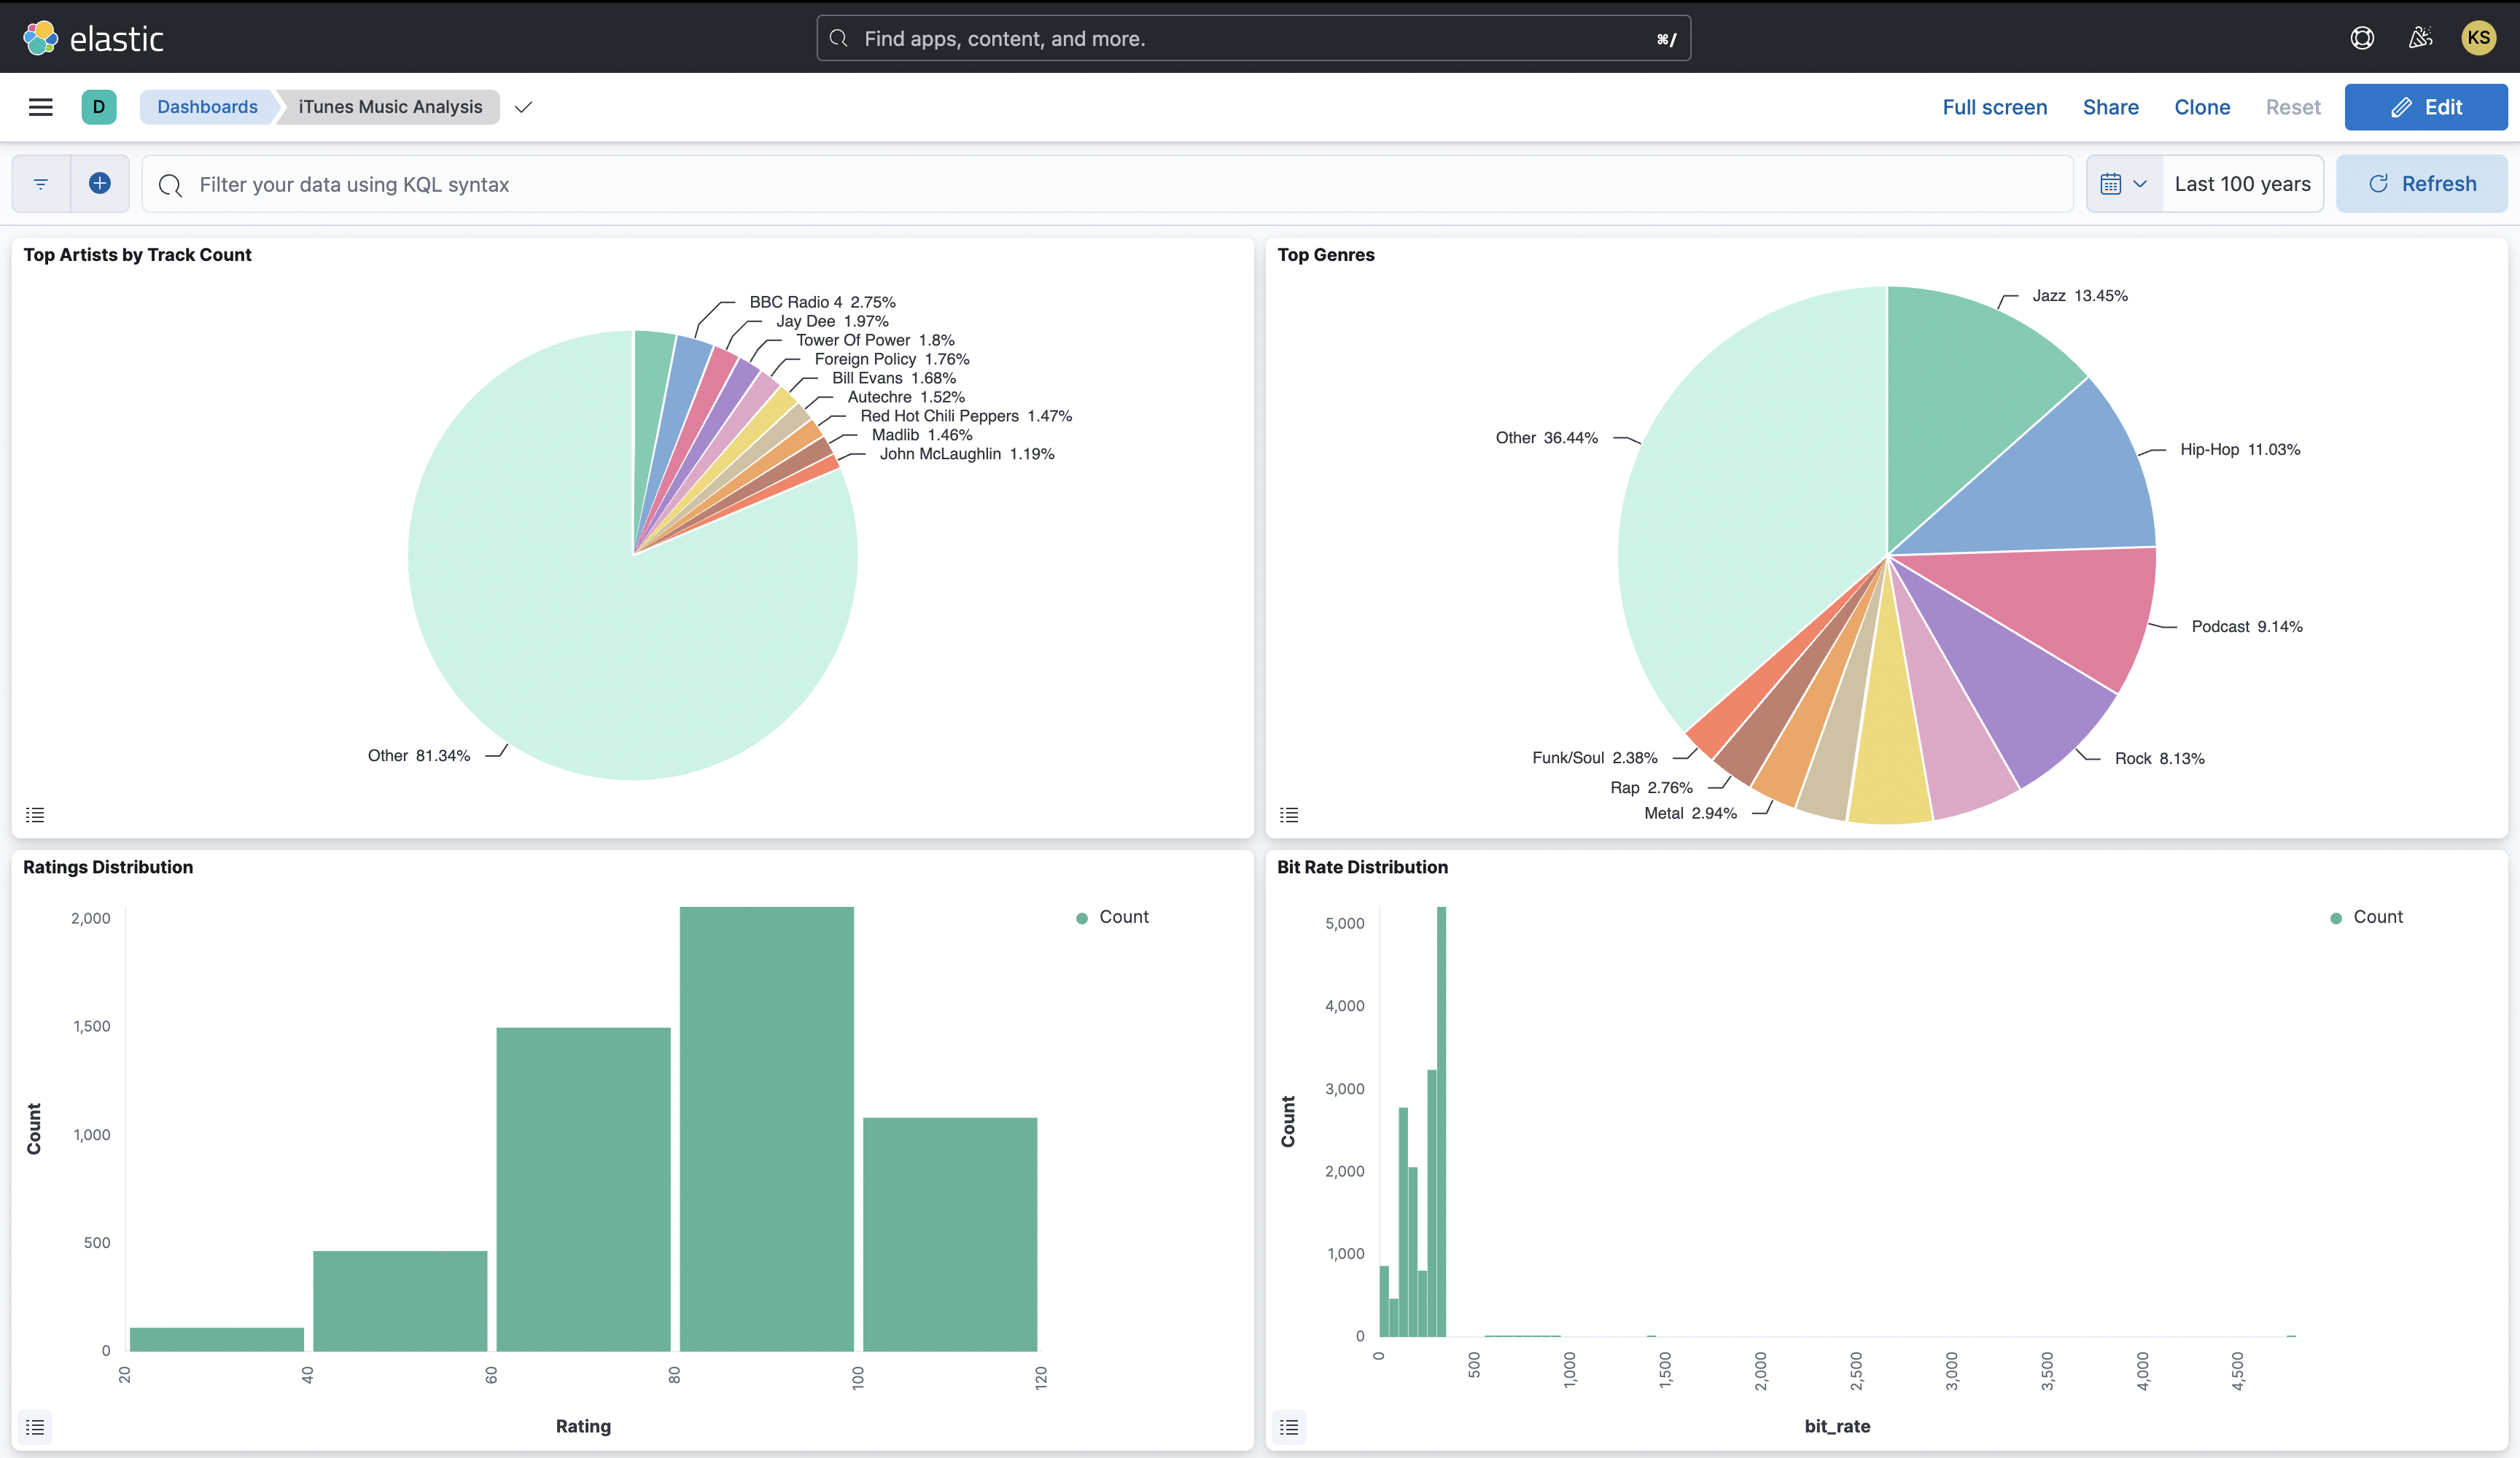 elastic
Find apps, content, and more.
⌘/
KS
D
Dashboards
iTunes Music Analysis
Full screen
Share
Clone
Reset
Edit
Filter your data using KQL syntax
Last 100 years
Refresh
Top Artists by Track Count
BBC Radio 4 2.75%
Jay Dee 1.97%
Tower Of Power 1.8%
Foreign Policy 1.76%
Bill Evans 1.68%
Autechre 1.52%
Red Hot Chili Peppers 1.47%
Madlib 1.46%
John McLaughlin 1.19%
Other 81.34%
Top Genres
Jazz 13.45%
Other 36.44%
Hip-Hop 11.03%
Podcast 9.14%
Rock 8.13%
Funk/Soul 2.38%
Rap 2.76%
Metal 2.94%
Ratings Distribution
Count
2,000
1,500
1,000
500
0
Count
20
40
60
80
100
120
Rating
Bit Rate Distribution
Count
5,000
4,000
3,000
2,000
1,000
0
Count
0
500
1,000
1,500
2,000
2,500
3,000
3,500
4,000
4,500
bit_rate